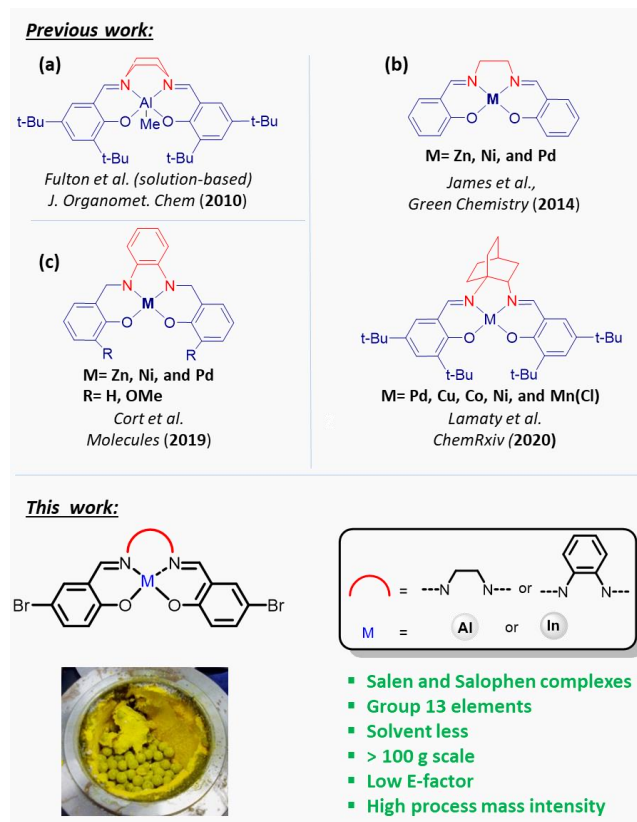 Previous work:
(a)
N N
Al
t-Bu O Me O t-Bu
t-Bu t-Bu
Fulton et al. (solution-based)
J. Organomet. Chem (2010)
(b)
N N
M
O O
M= Zn, Ni, and Pd
James et al.,
Green Chemistry (2014)
(c)
N N
M
O O
R R
M= Zn, Ni, and Pd
R= H, OMe
Cort et al.
Molecules (2019)
N N
M
t-Bu O O t-Bu
t-Bu t-Bu
M= Pd, Cu, Co, Ni, and Mn(Cl)
Lamaty et al.
ChemRxiv (2020)
This work:
N N
M
Br O O Br
= N N or N N
M = Al or In
▪ Salen and Salophen complexes
▪ Group 13 elements
▪ Solvent less
▪ > 100 g scale
▪ Low E-factor
▪ High process mass intensity